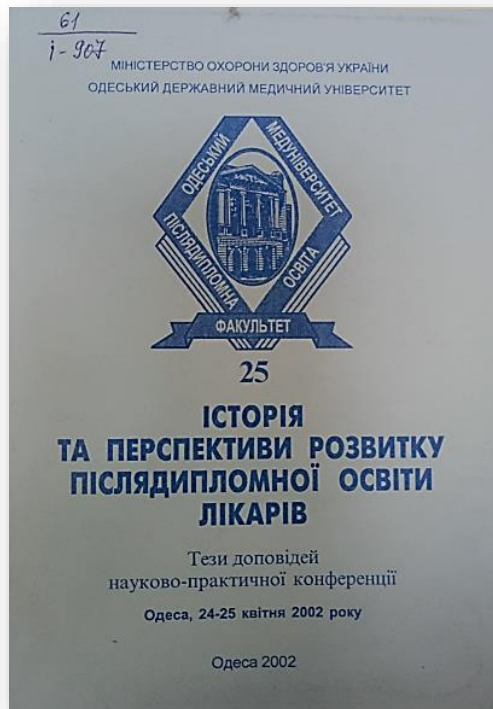 61
і-907
МІНІСТЕРСТВО ОХОРОНИ ЗДОРОВ'Я УКРАЇНИ
ОДЕСЬКИЙ ДЕРЖАВНИЙ МЕДИЧНИЙ УНІВЕРСИТЕТ
ОДЕСЬКИЙ МЕДУНІВЕРСИТЕТ
ПІСЛЯДИПЛОМНА ОСВІТА
ФАКУЛЬТЕТ
25
ІСТОРІЯ
ТА ПЕРСПЕКТИВИ РОЗВИТКУ
ПІСЛЯДИПЛОМНОЇ ОСВІТИ
ЛІКАРІВ
Тези доповідей
науково-практичної конференції
Одеса, 24-25 квітня 2002 року
Одеса 2002